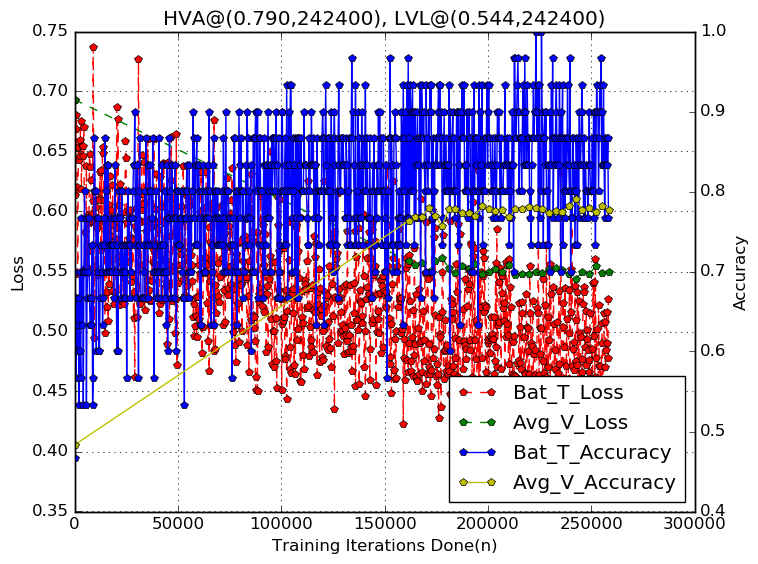 HVA@(0.790,242400), LVL@(0.544,242400)
0.75
0.70
0.65
0.60
0.55
0.50
0.45
0.40
0.35
Loss
1.0
0.9
0.8
0.7
0.6
0.5
0.4
Accuracy
Bat_T_Loss
Avg_V_Loss
Bat_T_Accuracy
Avg_V_Accuracy
0 50000 100000 150000 200000 250000 300000
Training Iterations Done(n)